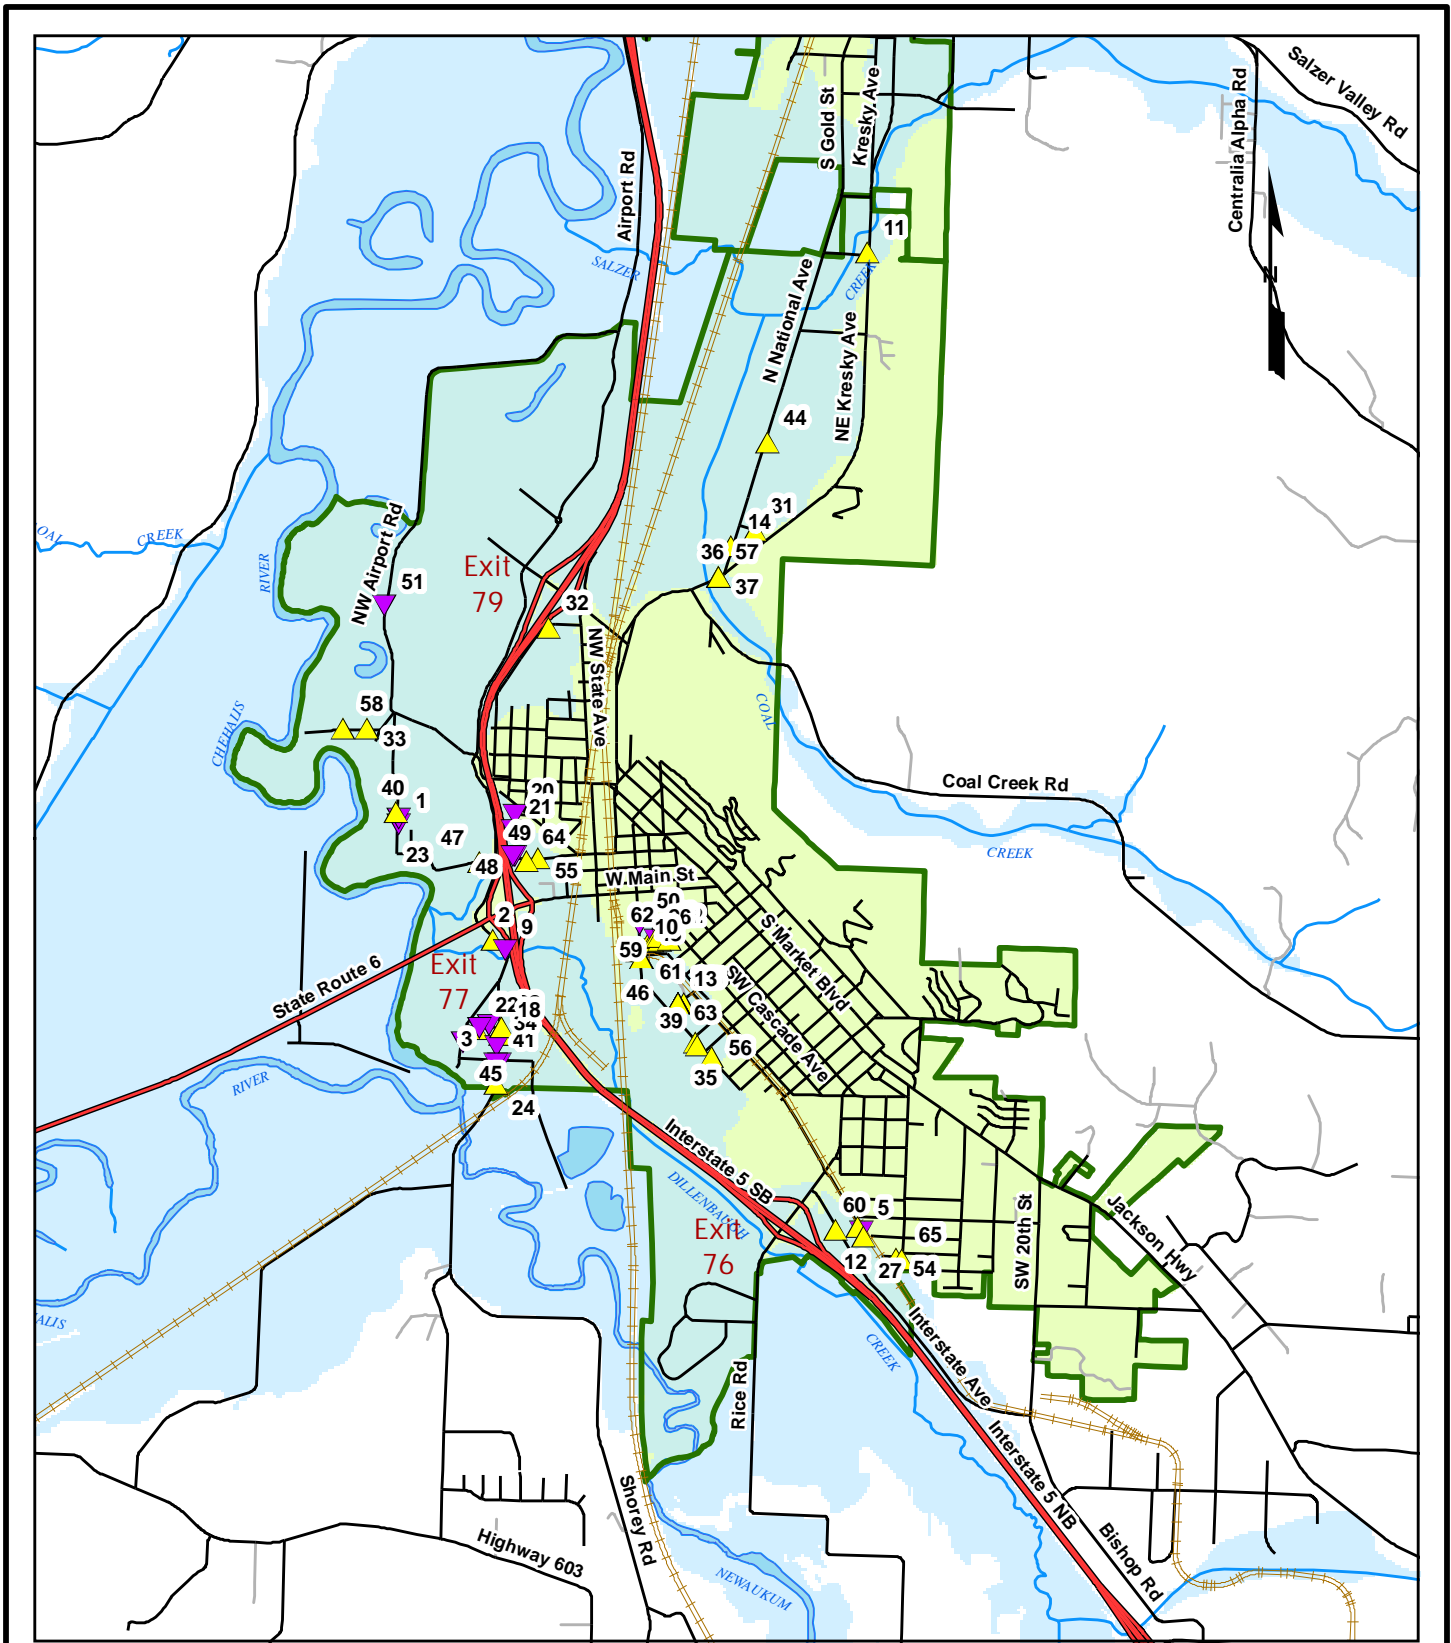 Salzer Valley Rd
Centralia Alpha Rd
S Gold St
Kresky Ave
Airport Rd
11
SALZER
CREEK
N National Ave
NE Kresky Ave
44
31
14
36
57
37
OAL
CREEK
RIVER
NW Airport Rd
51
Exit
79
32
NW State Ave
COAL
58
33
CHEHALIS
Coal Creek Rd
CREEK
40
1
20
21
47
49
64
23
48
55
W.Main St
50
62
2
9
10
59
S Market Blvd
Exit
77
State Route 6
61
13
SW Cascade Ave
46
22
18
39
63
3
34
41
56
35
45
24
RIVER
Interstate 5 SB
DILLENBAUGH
Exit
76
60
5
65
12
27
54
SW 20th St
Jackson Hwy
ALIS
CREEK
Interstate Ave
Rice Rd
Interstate 5 NB
Shorey Rd
Highway 603
NEWAUKUM
Bishop Rd
N